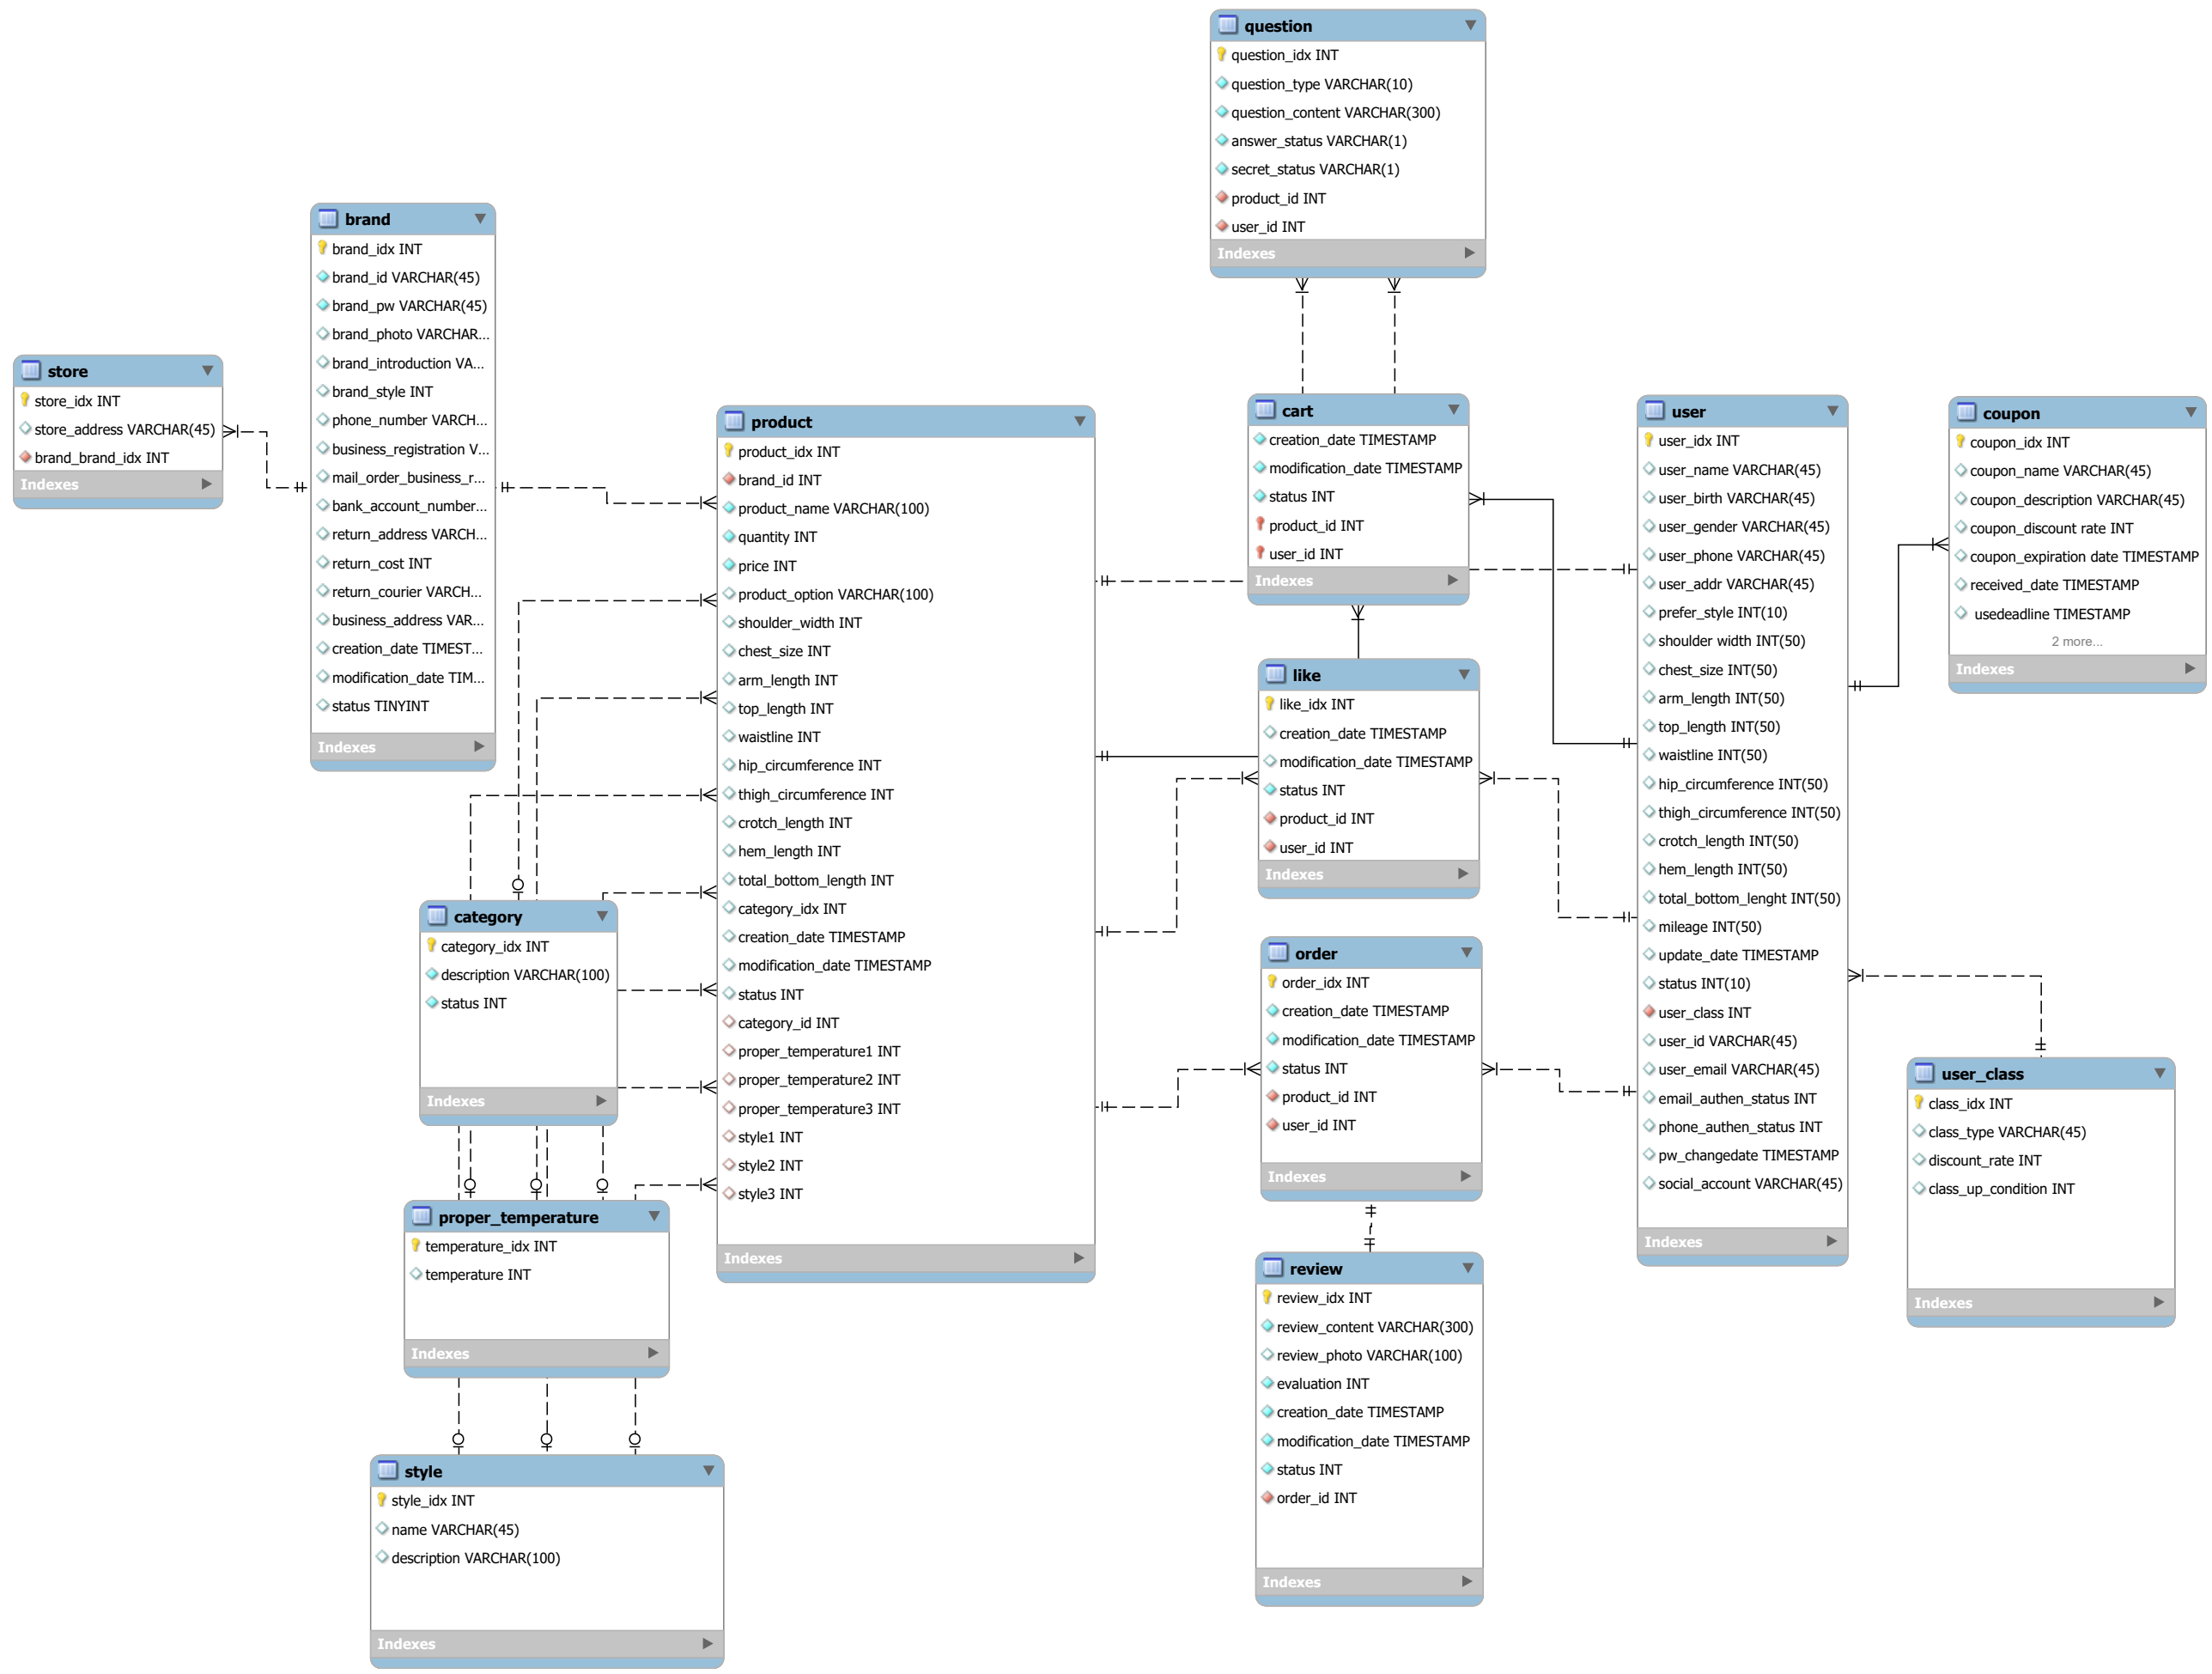 question
question_idx INT
question_type VARCHAR(10)
question_content VARCHAR(300)
answer_status VARCHAR(1)
secret_status VARCHAR(1)
product_id INT
user_id INT
Indexes
brand
brand_idx INT
brand_id VARCHAR(45)
brand_pw VARCHAR(45)
brand_photo VARCHAR...
brand_introduction VA...
brand_style INT
phone_number VARCH...
business_registration V...
mail_order_business_r...
bank_account_number...
return_address VARCH...
return_cost INT
return_courier VARCH...
business_address VAR...
creation_date TIMEST...
modification_date TIM...
status TINYINT
Indexes
store
store_idx INT
store_address VARCHAR(45)
brand_brand_idx INT
Indexes
product
product_idx INT
brand_id INT
product_name VARCHAR(100)
quantity INT
price INT
product_option VARCHAR(100)
shoulder_width INT
chest_size INT
arm_length INT
top_length INT
waistline INT
hip_circumference INT
thigh_circumference INT
crotch_length INT
hem_length INT
total_bottom_length INT
category_idx INT
creation_date TIMESTAMP
modification_date TIMESTAMP
status INT
category_id INT
proper_temperature1 INT
proper_temperature2 INT
proper_temperature3 INT
style1 INT
style2 INT
style3 INT
Indexes
cart
creation_date TIMESTAMP
modification_date TIMESTAMP
status INT
product_id INT
user_id INT
Indexes
user
user_idx INT
user_name VARCHAR(45)
user_birth VARCHAR(45)
user_gender VARCHAR(45)
user_phone VARCHAR(45)
user_addr VARCHAR(45)
prefer_style INT(10)
shoulder width INT(50)
chest_size INT(50)
arm_length INT(50)
top_length INT(50)
waistline INT(50)
hip_circumference INT(50)
thigh_circumference INT(50)
crotch_length INT(50)
hem_length INT(50)
total_bottom_lenght INT(50)
mileage INT(50)
update_date TIMESTAMP
status INT(10)
user_class INT
user_id VARCHAR(45)
user_email VARCHAR(45)
email_authen_status INT
phone_authen_status INT
pw_changedate TIMESTAMP
social_account VARCHAR(45)
Indexes
coupon
coupon_idx INT
coupon_name VARCHAR(45)
coupon_description VARCHAR(45)
coupon_discount rate INT
coupon_expiration date TIMESTAMP
received_date TIMESTAMP
usedeadline TIMESTAMP
2 more...
Indexes
like
like_idx INT
creation_date TIMESTAMP
modification_date TIMESTAMP
status INT
product_id INT
user_id INT
Indexes
category
category_idx INT
description VARCHAR(100)
status INT
Indexes
order
order_idx INT
creation_date TIMESTAMP
modification_date TIMESTAMP
status INT
product_id INT
user_id INT
Indexes
user_class
class_idx INT
class_type VARCHAR(45)
discount_rate INT
class_up_condition INT
Indexes
proper_temperature
temperature_idx INT
temperature INT
Indexes
review
review_idx INT
review_content VARCHAR(300)
review_photo VARCHAR(100)
evaluation INT
creation_date TIMESTAMP
modification_date TIMESTAMP
status INT
order_id INT
Indexes
style
style_idx INT
name VARCHAR(45)
description VARCHAR(100)
Indexes